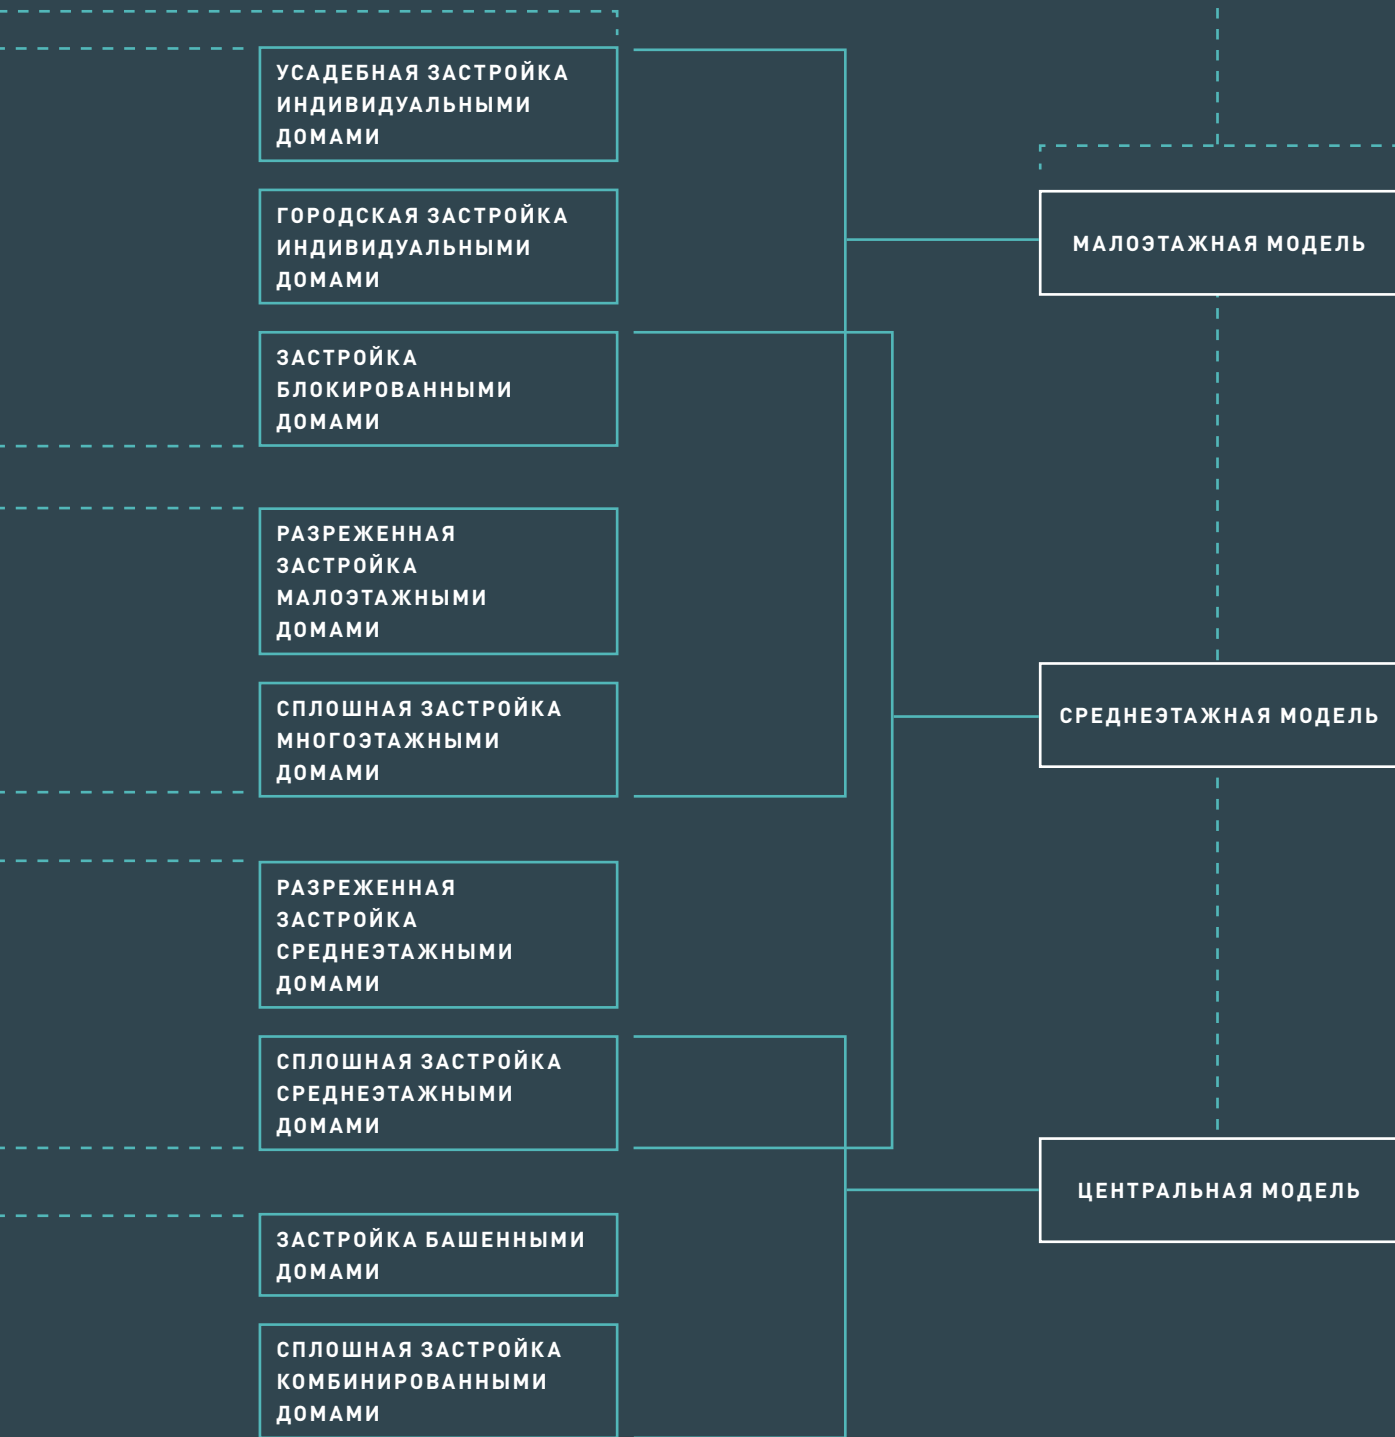 УСАДЕБНАЯ ЗАСТРОЙКА
ИНДИВИДУАЛЬНЫМИ
ДОМАМИ
ГОРОДСКАЯ ЗАСТРОЙКА
ИНДИВИДУАЛЬНЫМИ
ДОМАМИ
ЗАСТРОЙКА
БЛОКИРОВАННЫМИ
ДОМАМИ
РАЗРЕЖЕННАЯ
ЗАСТРОЙКА
МАЛОЭТАЖНЫМИ
ДОМАМИ
СПЛОШНАЯ ЗАСТРОЙКА
МНОГОЭТАЖНЫМИ
ДОМАМИ
РАЗРЕЖЕННАЯ
ЗАСТРОЙКА
СРЕДНЕЭТАЖНЫМИ
ДОМАМИ
СПЛОШНАЯ ЗАСТРОЙКА
СРЕДНЕЭТАЖНЫМИ
ДОМАМИ
ЗАСТРОЙКА БАШЕННЫМИ
ДОМАМИ
СПЛОШНАЯ ЗАСТРОЙКА
КОМБИНИРОВАННЫМИ
ДОМАМИ
МАЛОЭТАЖНАЯ МОДЕЛЬ
СРЕДНЕЭТАЖНАЯ МОДЕЛЬ
ЦЕНТРАЛЬНАЯ МОДЕЛЬ